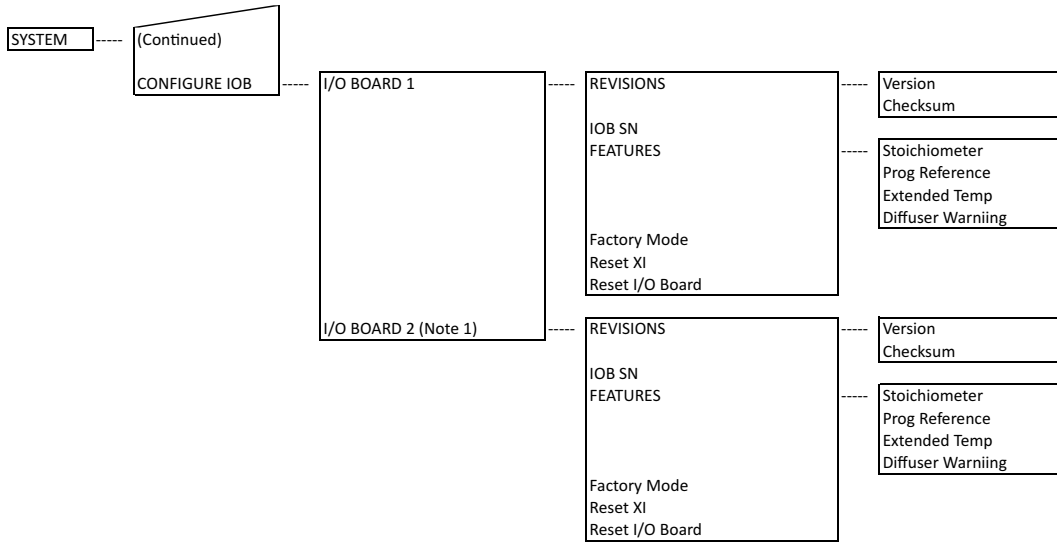 SYSTEM
(Continued)
CONFIGURE IOB
I/O BOARD 1
REVISIONS
Version
Checksum
IOB SN
FEATURES
Stoichiometer
Prog Reference
Extended Temp
Diffuser Warniing
Factory Mode
Reset XI
Reset I/O Board
I/O BOARD 2 (Note 1)
REVISIONS
Version
Checksum
IOB SN
FEATURES
Stoichiometer
Prog Reference
Extended Temp
Diffuser Warniing
Factory Mode
Reset XI
Reset I/O Board